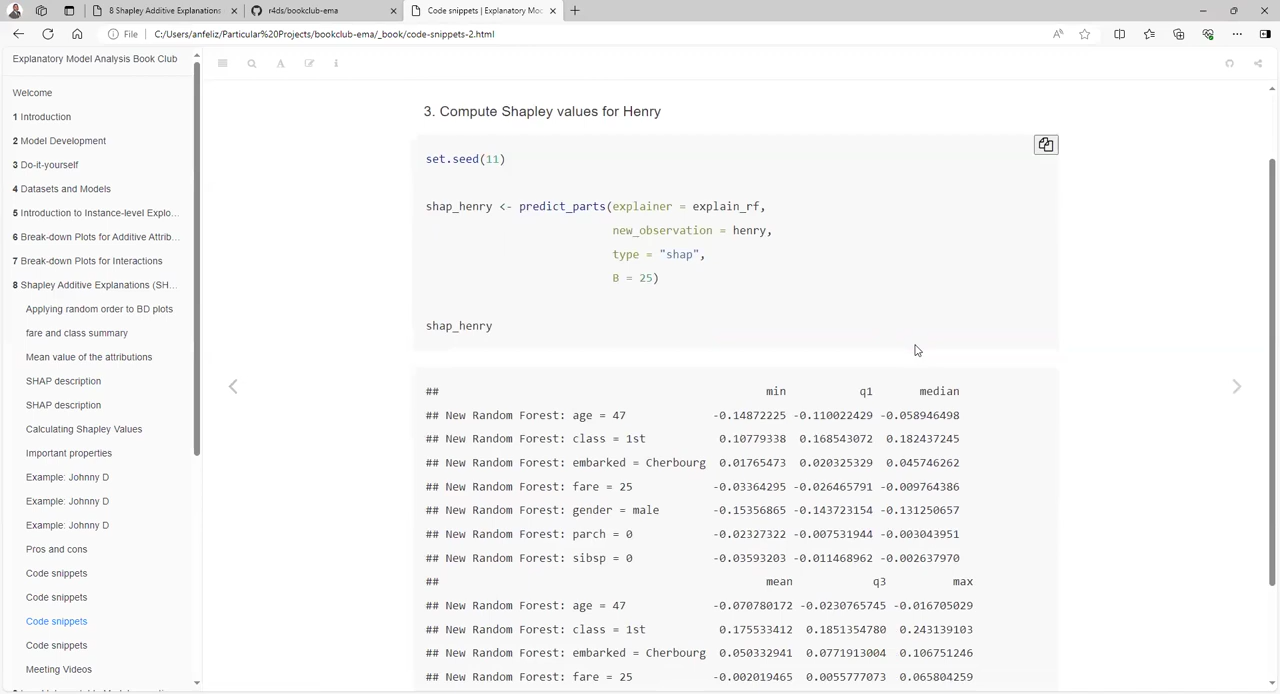 8 Shapley Additive Explanations
r4ds/bookclub-ema
Code snippets | Explanatory Mo
File
C:/Users/anfeliz/Particular%20Projects/bookclub-ema/_book/code-snippets-2.html
Explanatory Model Analysis Book Club
Welcome
1 Introduction
2 Model Development
3 Do-it-yourself
4 Datasets and Models
5 Introduction to Instance-level Explo...
6 Break-down Plots for Additive Attrib...
7 Break-down Plots for Interactions
8 Shapley Additive Explanations (SH...
Applying random order to BD plots
fare and class summary
Mean value of the attributions
SHAP description
SHAP description
Calculating Shapley Values
Important properties
Example: Johnny D
Example: Johnny D
Example: Johnny D
Pros and cons
Code snippets
Code snippets
Code snippets
Code snippets
Meeting Videos
3. Compute Shapley values for Henry
set.seed(11)
shap_henry <- predict_parts(explainer = explain_rf,
new_observation = henry,
type = "shap",
B = 25)
shap_henry
## min q1 median
## New Random Forest: age = 47 -0.14872225 -0.110022429 -0.058946498
## New Random Forest: class = 1st 0.10779338 0.168543072 0.182437245
## New Random Forest: embarked = Cherbourg 0.01765473 0.020325329 0.045746262
## New Random Forest: fare = 25 -0.03364295 -0.026465791 -0.009764386
## New Random Forest: gender = male -0.15356865 -0.143723154 -0.131250657
## New Random Forest: parch = 0 -0.02327322 -0.007531944 -0.003043951
## New Random Forest: sibsp = 0 -0.03593203 -0.011468962 -0.002637970
## mean q3 max
## New Random Forest: age = 47 -0.070780172 -0.0230765745 -0.016705029
## New Random Forest: class = 1st 0.175533412 0.1851354780 0.243139103
## New Random Forest: embarked = Cherbourg 0.050332941 0.0771913004 0.106751246
## New Random Forest: fare = 25 -0.002019465 0.0055777073 0.065804259